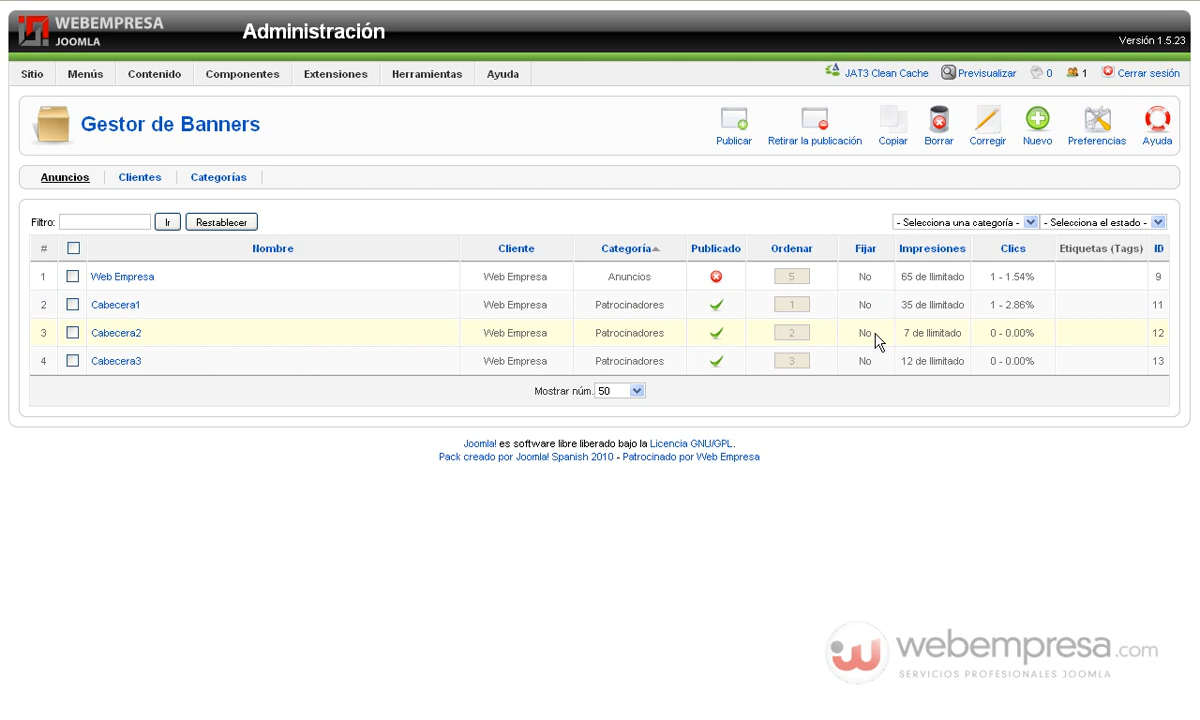 WEBEMPRESA
JOOMLA
Administración
Versión 1.5.23
Sitio Menús Contenido Componentes Extensiones Herramientas Ayuda JAT3 Clean Cache Previsualizar 0 1 Cerrar sesión
Gestor de Banners
Publicar Retirar la publicación Copiar Borrar Corregir Nuevo Preferencias Ayuda
Anuncios Clientes Categorías
Filtro: Ir Restablecer - Selecciona una categoría - - Selecciona el estado -
# Nombre Cliente Categoría Publicado Ordenar Fijar Impresiones Clics Etiquetas (Tags) ID
1 Web Empresa Web Empresa Anuncios 5 No 65 de Ilimitado 1 - 1.54% 9
2 Cabecera1 Web Empresa Patrocinadores 1 No 35 de Ilimitado 1 - 2.86% 11
3 Cabecera2 Web Empresa Patrocinadores 2 No 7 de Ilimitado 0 - 0.00% 12
4 Cabecera3 Web Empresa Patrocinadores 3 No 12 de Ilimitado 0 - 0.00% 13
Mostrar núm. 50
Joomla! es software libre liberado bajo la Licencia GNU/GPL.
Pack creado por Joomla! Spanish 2010 - Patrocinado por Web Empresa
webempresa.com
SERVICIOS PROFESIONALES JOOMLA